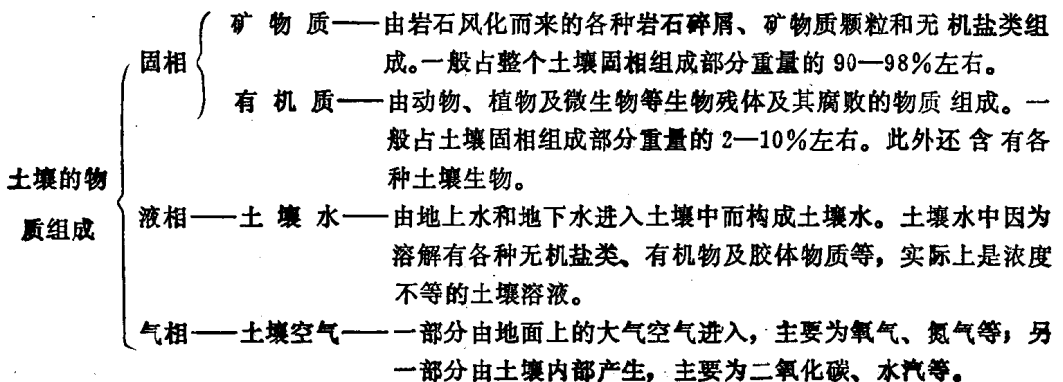 矿物质——由岩石风化而来的各种岩石碎屑、矿物质颗粒和无机盐类组
固相
成。一般占整个土壤固相组成部分重量的90—98%左右。
有机质——由动物、植物及微生物等生物残体及其腐败的物质组成。一
般占土壤固相组成部分重量的2—10%左右。此外还含有各
种土壤生物。
土壤的物
质组成
液相——土壤水——由地上水和地下水进入土壤中而构成土壤水。土壤水中因为
溶解有各种无机盐类、有机物及胶体物质等，实际上是浓度
不等的土壤溶液。
气相——土壤空气——一部分由地面上的大气空气进入，主要为氧气、氮气等；另
一部分由土壤内部产生，主要为二氧化碳、水汽等。